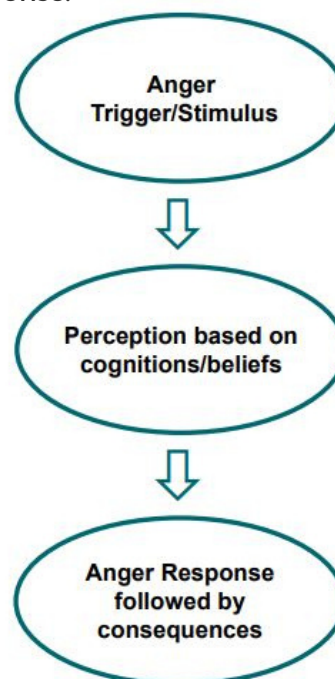 Anger
Trigger/Stimulus
Perception based on
cognitions/beliefs
Anger Response
followed by
consequences